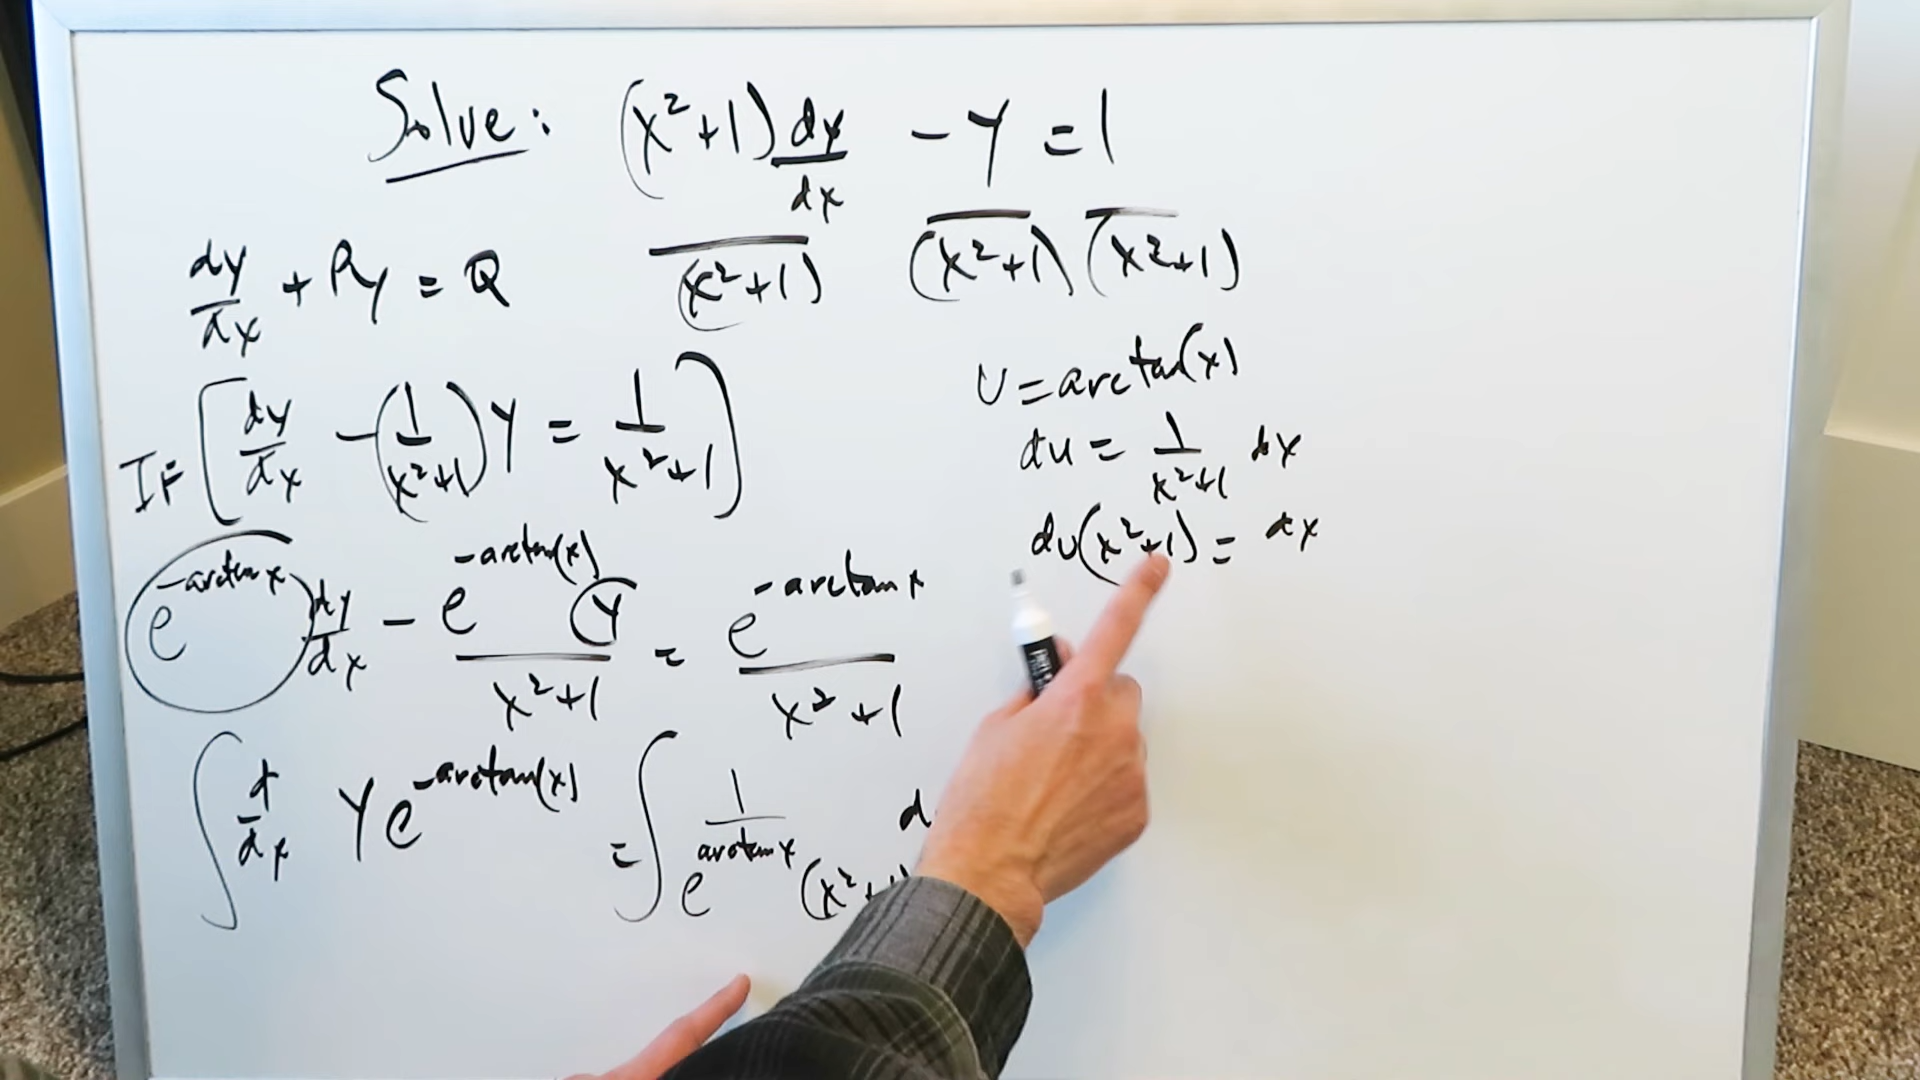 Solve: (x²+1) dy/dx - y = 1
dy/dx + Py = Q
(x²+1) (x²+1) (x²+1)
u = arctan(x)
IF [dy/dx - (1/x²+1) y = 1/x²+1]
du = 1/x²+1 dx
du(x²+1) = dx
e^-arctan x dy/dx - e^-arctan(x) y / x²+1 = e^-arctan x / x²+1
∫ d/dx y e^-arctan(x) = ∫ 1 / e^arctan x (x²+1